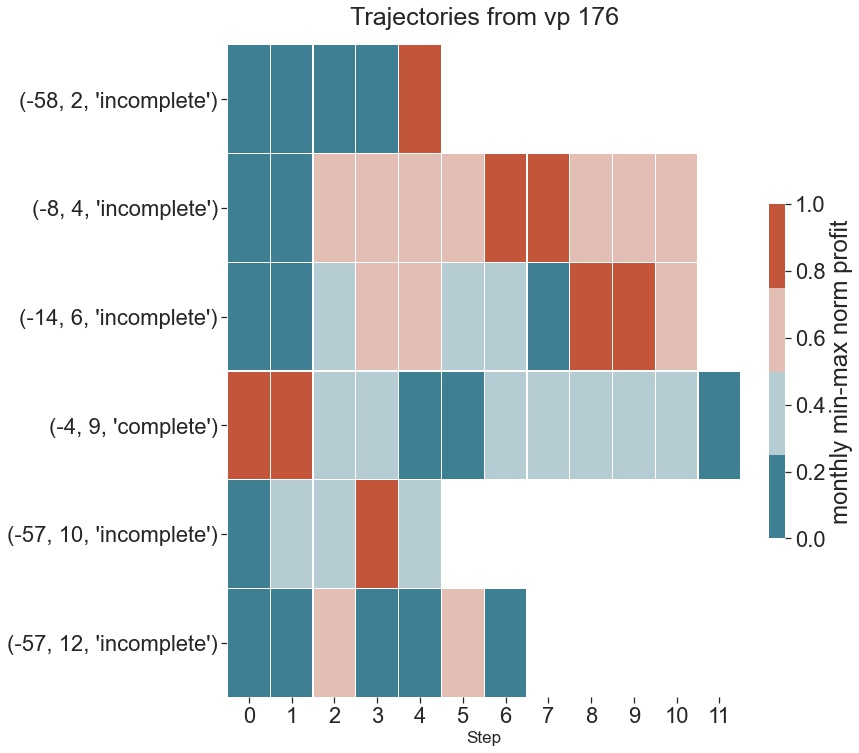 Trajectories from vp 176
(-58, 2, 'incomplete')
(-8, 4, 'incomplete')
(-14, 6, 'incomplete')
(-4, 9, 'complete')
(-57, 10, 'incomplete')
(-57, 12, 'incomplete')
0 1 2 3 4 5 6 7 8 9 10 11
Step
1.0
0.8
0.6
0.4
0.2
0.0
monthly min-max norm profit